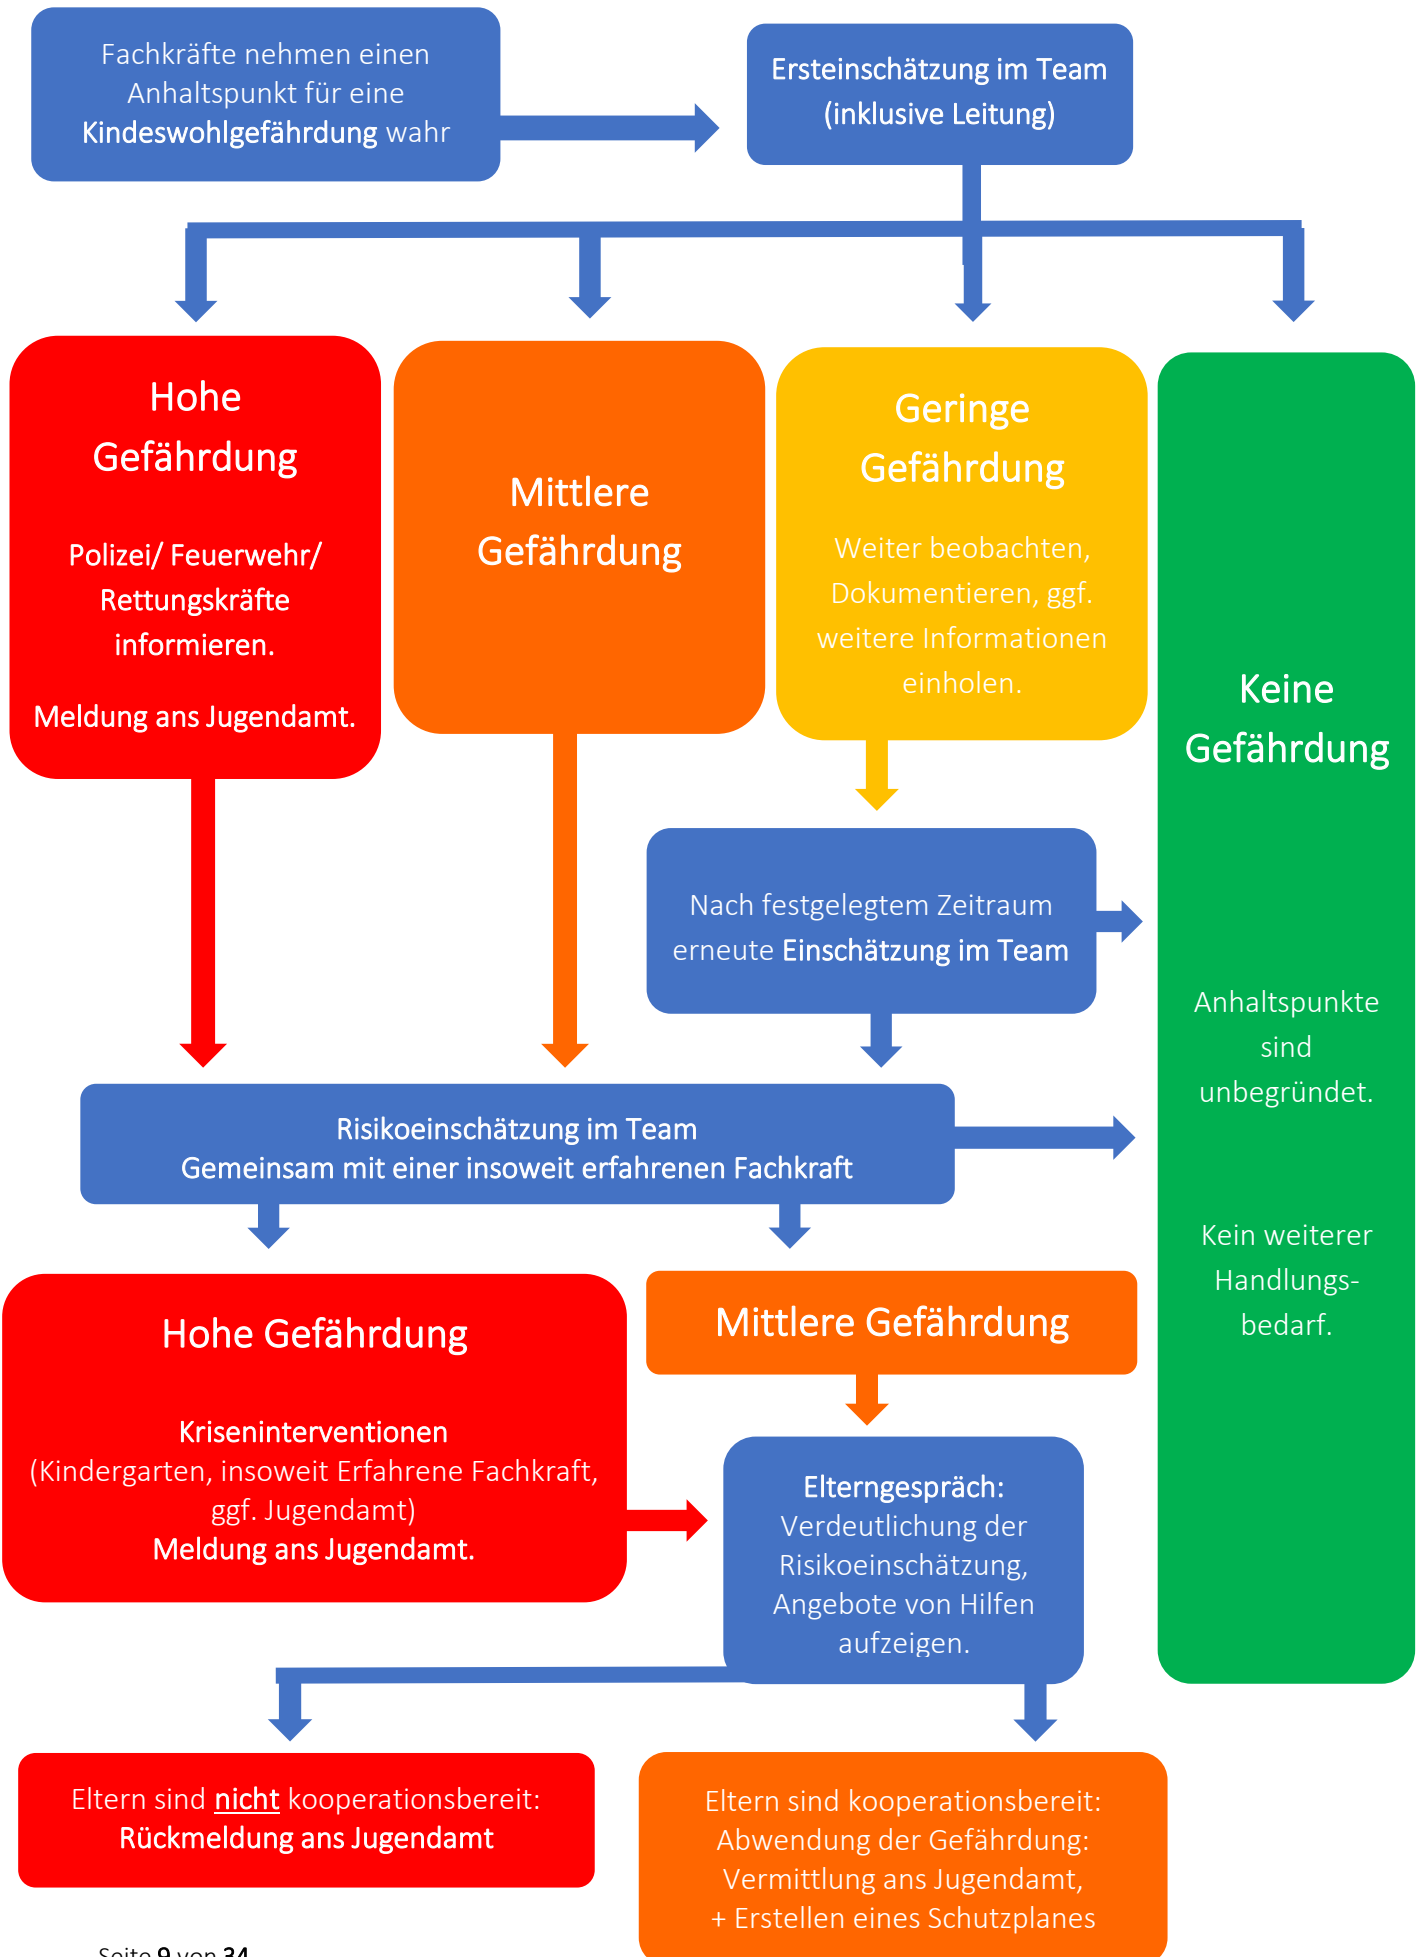 Fachkräfte nehmen einen
Anhaltspunkt für eine
Kindeswohlgefährdung wahr
Ersteinschätzung im Team
(inklusive Leitung)
Hohe
Gefährdung
Polizei/ Feuerwehr/
Rettungskräfte
informieren.
Meldung ans Jugendamt.
Mittlere
Gefährdung
Geringe
Gefährdung
Weiter beobachten,
Dokumentieren, ggf.
weitere Informationen
einholen.
Keine
Gefährdung
Anhaltspunkte
sind
unbegründet.
Kein weiterer
Handlungs-
bedarf.
Nach festgelegtem Zeitraum
erneute Einschätzung im Team
Risikoeinschätzung im Team
Gemeinsam mit einer insoweit erfahrenen Fachkraft
Hohe Gefährdung
Kriseninterventionen
(Kindergarten, insoweit Erfahrene Fachkraft,
ggf. Jugendamt)
Meldung ans Jugendamt.
Mittlere Gefährdung
Elterngespräch:
Verdeutlichung der
Risikoeinschätzung,
Angebote von Hilfen
aufzeigen.
Eltern sind nicht kooperationsbereit:
Rückmeldung ans Jugendamt
Eltern sind kooperationsbereit:
Abwendung der Gefährdung:
Vermittlung ans Jugendamt,
+ Erstellen eines Schutzplanes
Seite 9 von 34